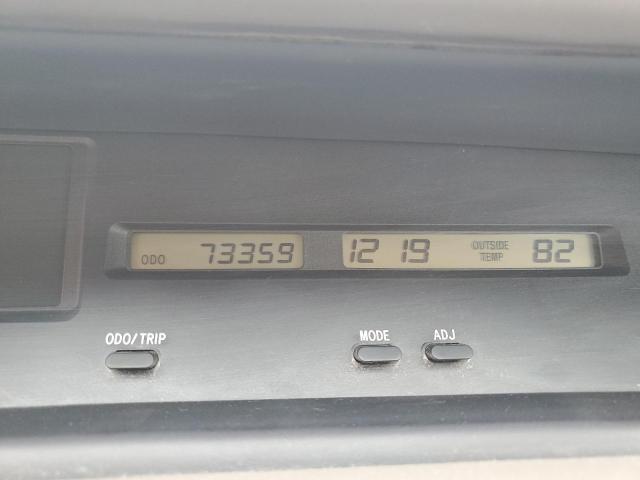 ODO 73359 12 19 OUTSIDE TEMP 82
ODO/TRIP MODE ADJ